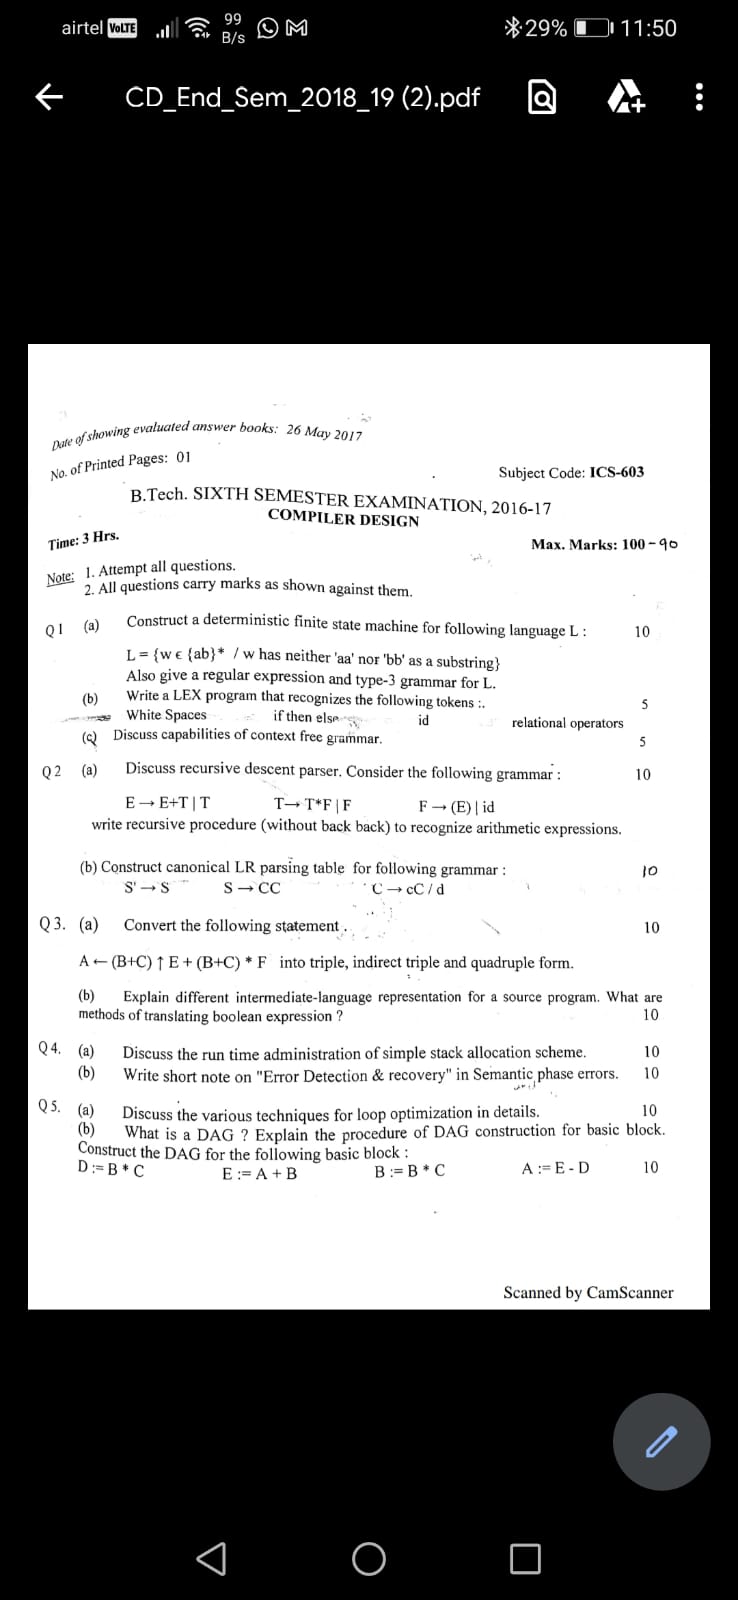 airtel VoLTE 99 B/s 29% 11:50
CD_End_Sem_2018_19 (2).pdf
Date of showing evaluated answer books: 26 May 2017
No. of Printed Pages: 01
Subject Code: ICS-603
B.Tech. SIXTH SEMESTER EXAMINATION, 2016-17
COMPILER DESIGN
Time: 3 Hrs.
Max. Marks: 100 - 90
Note: 1. Attempt all questions.
2. All questions carry marks as shown against them.
Q1 (a) Construct a deterministic finite state machine for following language L : 10
L = {w ϵ {ab}* / w has neither 'aa' nor 'bb' as a substring}
Also give a regular expression and type-3 grammar for L.
(b) Write a LEX program that recognizes the following tokens :. 5
White Spaces if then else id relational operators
(c) Discuss capabilities of context free grammar. 5
Q2 (a) Discuss recursive descent parser. Consider the following grammar : 10
E → E+T | T T→ T*F | F F → (E) | id
write recursive procedure (without back back) to recognize arithmetic expressions.
(b) Construct canonical LR parsing table for following grammar : 10
S' → S S → CC C → cC / d
Q3. (a) Convert the following statement . 10
A ← (B+C) ↑ E + (B+C) * F into triple, indirect triple and quadruple form.
(b) Explain different intermediate-language representation for a source program. What are
methods of translating boolean expression ? 10
Q4. (a) Discuss the run time administration of simple stack allocation scheme. 10
(b) Write short note on "Error Detection & recovery" in Semantic phase errors. 10
Q5. (a) Discuss the various techniques for loop optimization in details. 10
(b) What is a DAG ? Explain the procedure of DAG construction for basic block.
Construct the DAG for the following basic block :
D := B * C E := A + B B := B * C A := E - D 10
Scanned by CamScanner